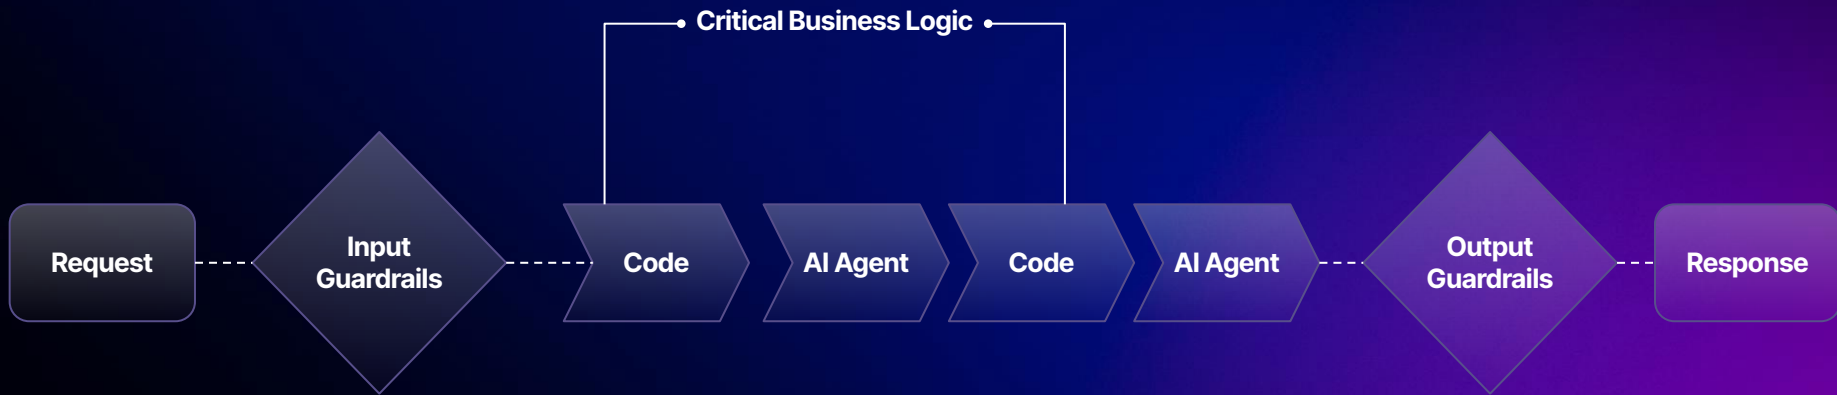 Critical Business Logic
Request
Input
Guardrails
Code
AI Agent
Code
AI Agent
Output
Guardrails
Response